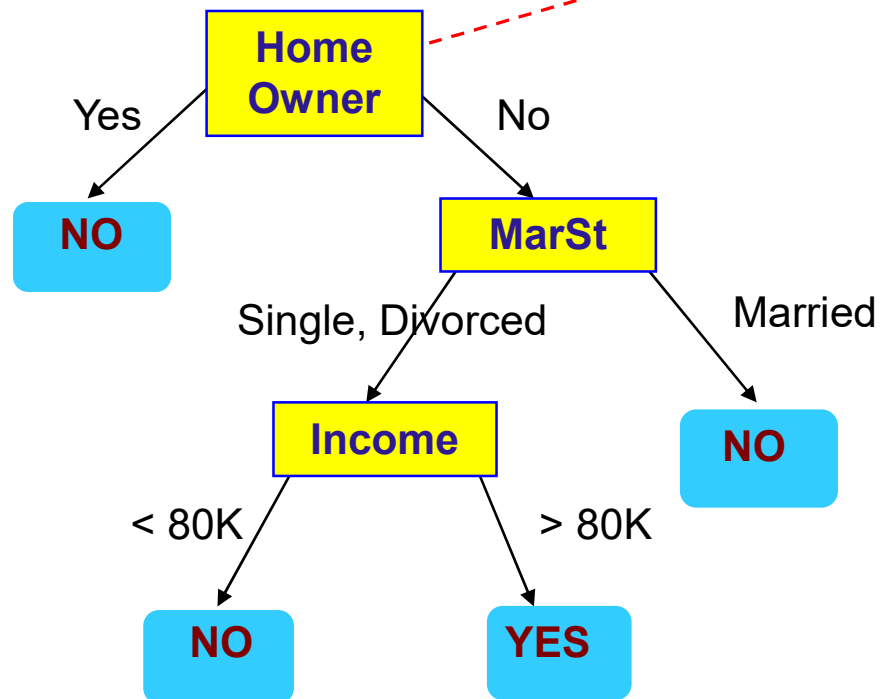 Home
Owner
Yes
No
NO
MarSt
Single, Divorced
Married
Income
NO
< 80K
> 80K
NO
YES